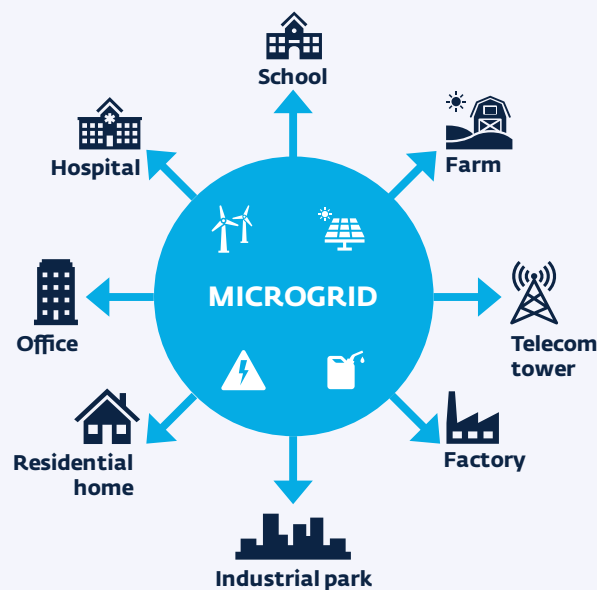 School
Hospital
Farm
MICROGRID
Office
Telecom
tower
Residential
home
Factory
Industrial park